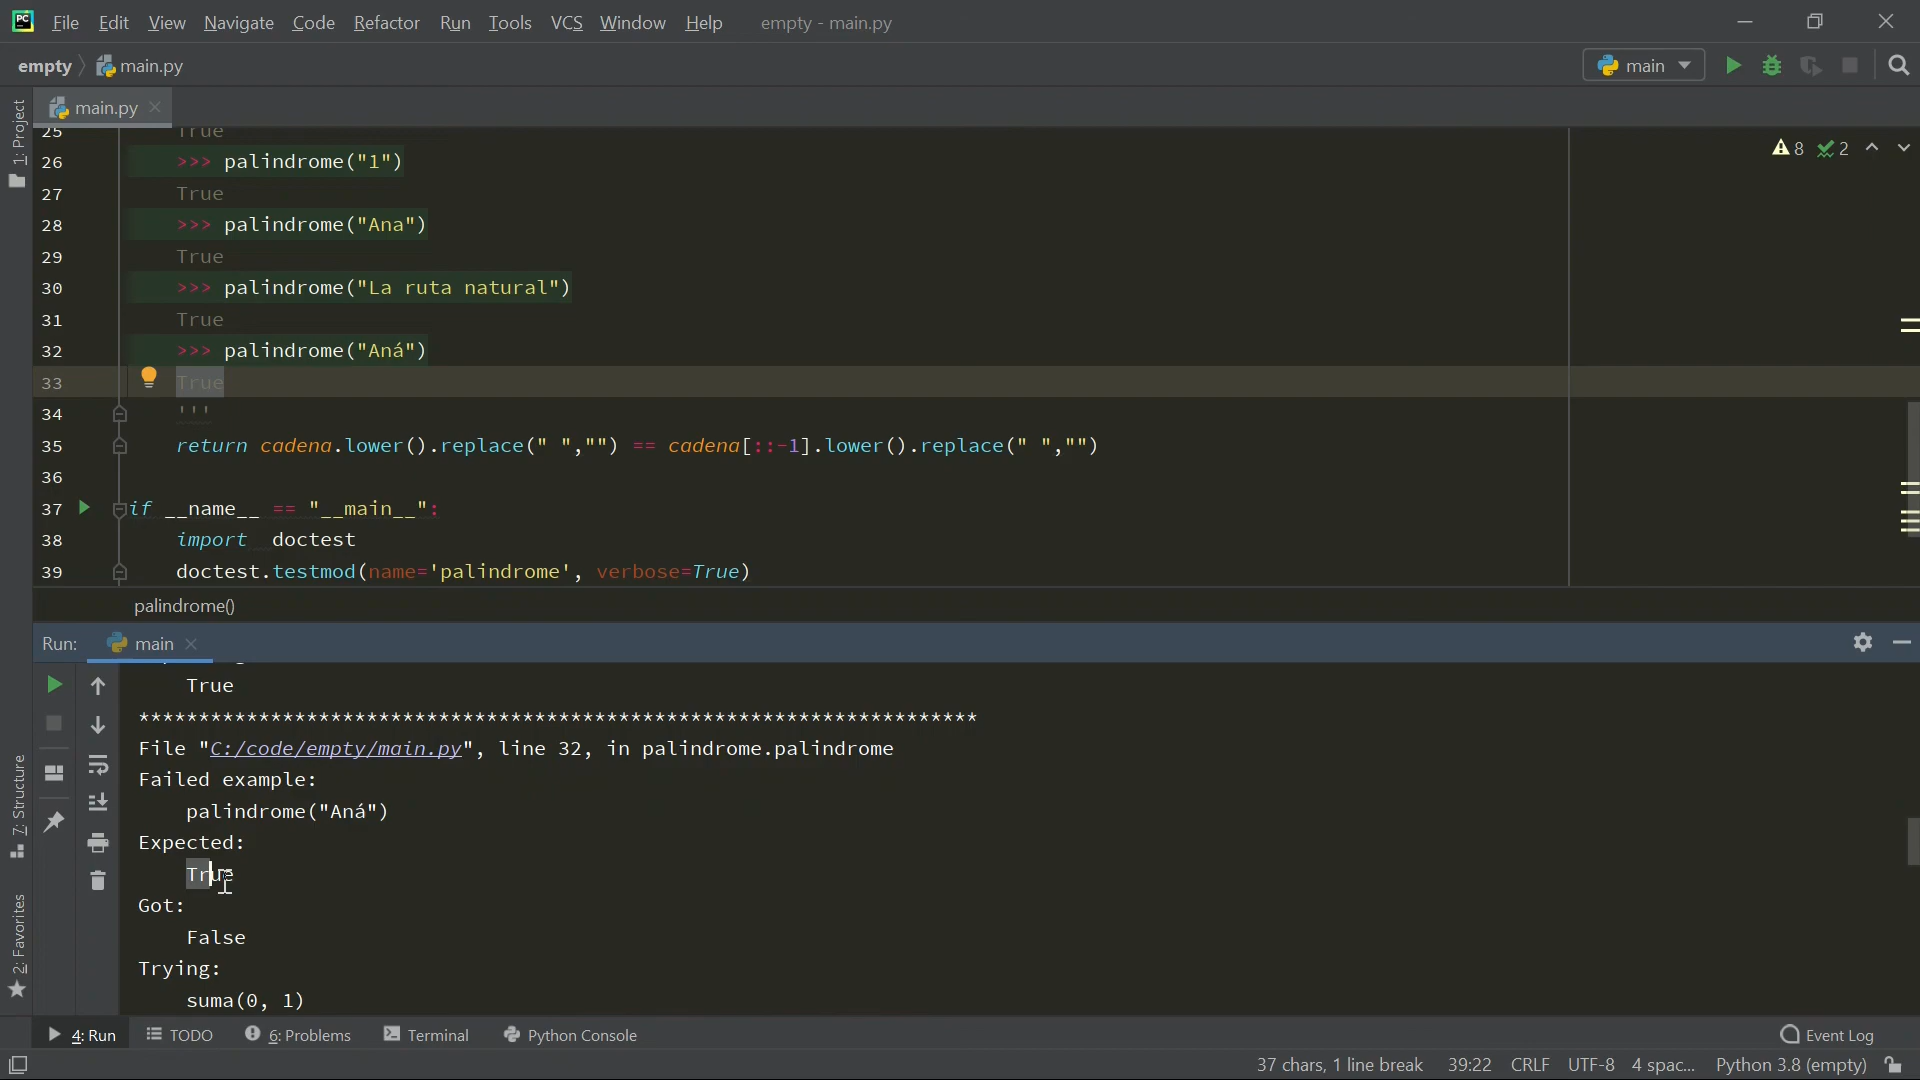 PC File Edit View Navigate Code Refactor Run Tools VCS Window Help empty - main.py
empty main.py main
1: Project main.py
25 True
26 >>> palindrome("1") 8 2
27 True
28 >>> palindrome("Ana")
29 True
30 >>> palindrome("La ruta natural")
31 True
32 >>> palindrome("Aná")
33 True
34 '''
35 return cadena.lower().replace(" ","") == cadena[::-1].lower().replace(" ","")
36
37 if __name__ == "__main__":
38 import doctest
39 doctest.testmod(name='palindrome', verbose=True)
palindrome()
Run: main
True
**********************************************************************
File "C:/code/empty/main.py", line 32, in palindrome.palindrome
Failed example:
palindrome("Aná")
Expected:
True
Got:
False
Trying:
suma(0, 1)
7: Structure
2: Favorites
4: Run TODO 6: Problems Terminal Python Console Event Log
37 chars, 1 line break 39:22 CRLF UTF-8 4 spac... Python 3.8 (empty)